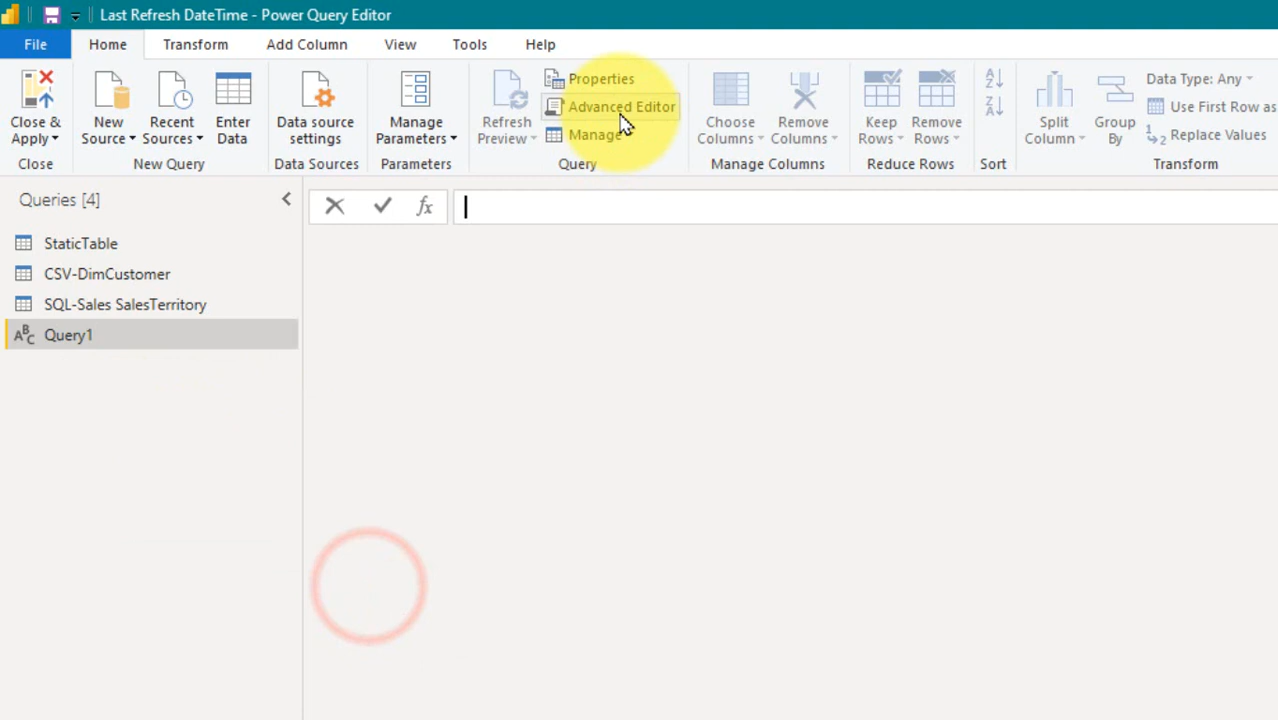 Last Refresh DateTime - Power Query Editor
File Home Transform Add Column View Tools Help
Close & Apply
New Source
Recent Sources
Enter Data
Data source settings
Manage Parameters
Refresh Preview
Properties
Advanced Editor
Manage
Choose Columns
Remove Columns
Keep Rows
Remove Rows
Split Column
Group By
Data Type: Any
Use First Row as
Replace Values
Close New Query Data Sources Parameters Query Manage Columns Reduce Rows Sort Transform
Queries [4]
fx
StaticTable
CSV-DimCustomer
SQL-Sales SalesTerritory
ABC Query1